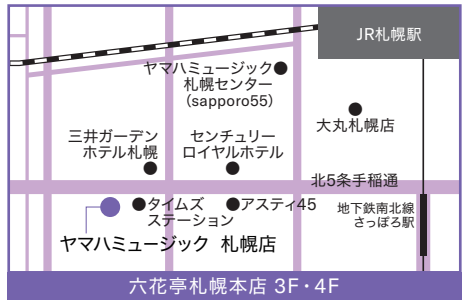 JR札幌駅
ヤマハミュージック
札幌センター
(sapporo55)
大丸札幌店
三井ガーデン
ホテル札幌
センチュリー
ロイヤルホテル
北5条手稲通
タイムズ
ステーション
アスティ45
地下鉄南北線
さっぽろ駅
ヤマハミュージック 札幌店
六花亭札幌本店 3F・4F